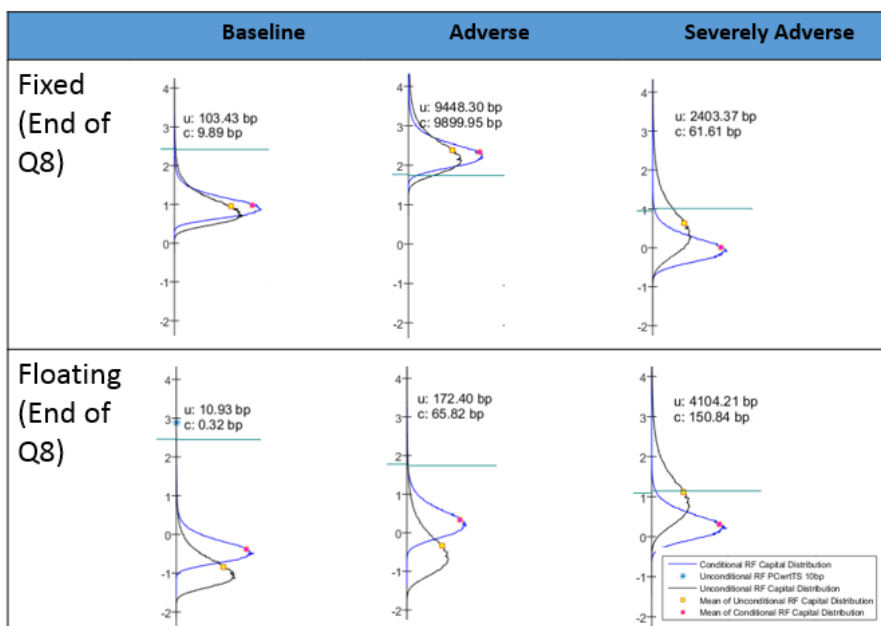 Baseline Adverse Severely Adverse
Fixed
(End of
Q8)
4
3
2
1
0
-1
-2
u: 103.43 bp
c: 9.89 bp
4
3
2
1
0
-1
-2
u: 9448.30 bp
c: 9899.95 bp
4
3
2
1
0
-1
-2
u: 2403.37 bp
c: 61.61 bp
Floating
(End of
Q8)
4
3
2
1
0
-1
-2
u: 10.93 bp
c: 0.32 bp
4
3
2
1
0
-1
-2
u: 172.40 bp
c: 65.82 bp
4
3
2
1
0
-1
-2
u: 4104.21 bp
c: 150.84 bp
Conditional RF Capital Distribution
Unconditional RF PCwrtTS 10bp
Unconditional RF Capital Distribution
Mean of Unconditional RF Capital Distribution
Mean of Conditional RF Capital Distribution